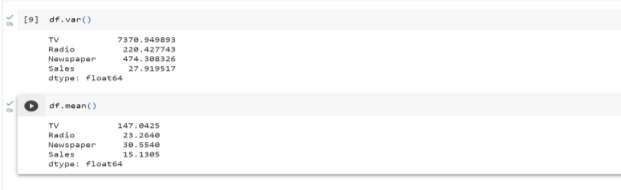 [9] df.var()
TV 7370.949893
Radio 220.427743
Newspaper 474.308326
Sales 27.919517
dtype: float64
df.mean()
TV 147.0425
Radio 23.2640
Newspaper 30.5540
Sales 15.1305
dtype: float64